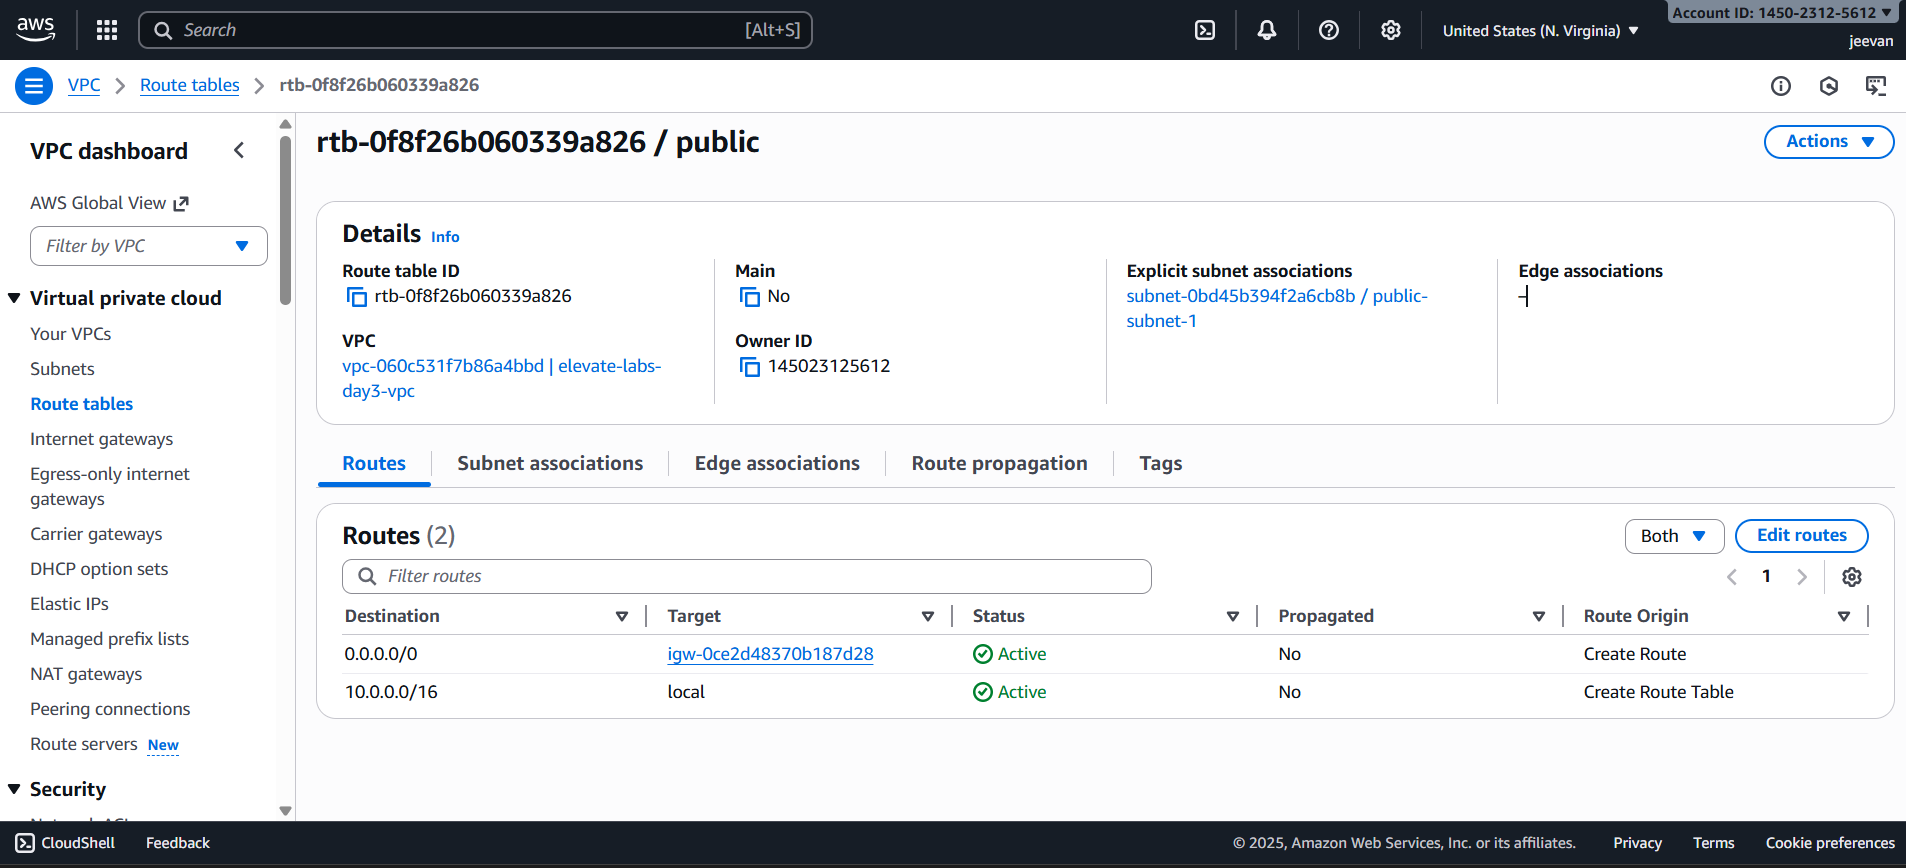 aws
Search [Alt+S]
United States (N. Virginia)
Account ID: 1450-2312-5612
jeevan
VPC
Route tables
rtb-0f8f26b060339a826
VPC dashboard
AWS Global View
Filter by VPC
Virtual private cloud
Your VPCs
Subnets
Route tables
Internet gateways
Egress-only internet
gateways
Carrier gateways
DHCP option sets
Elastic IPs
Managed prefix lists
NAT gateways
Peering connections
Route servers New
Security
rtb-0f8f26b060339a826 / public
Actions
Details Info
Route table ID
rtb-0f8f26b060339a826
VPC
vpc-060c531f7b86a4bbd | elevate-labs-
day3-vpc
Main
No
Owner ID
145023125612
Explicit subnet associations
subnet-0bd45b394f2a6cb8b / public-
subnet-1
Edge associations
–
Routes Subnet associations Edge associations Route propagation Tags
Routes (2)
Both Edit routes
Filter routes
1
Destination Target Status Propagated Route Origin
0.0.0.0/0 igw-0ce2d48370b187d28 Active No Create Route
10.0.0.0/16 local Active No Create Route Table
CloudShell Feedback © 2025, Amazon Web Services, Inc. or its affiliates. Privacy Terms Cookie preferences